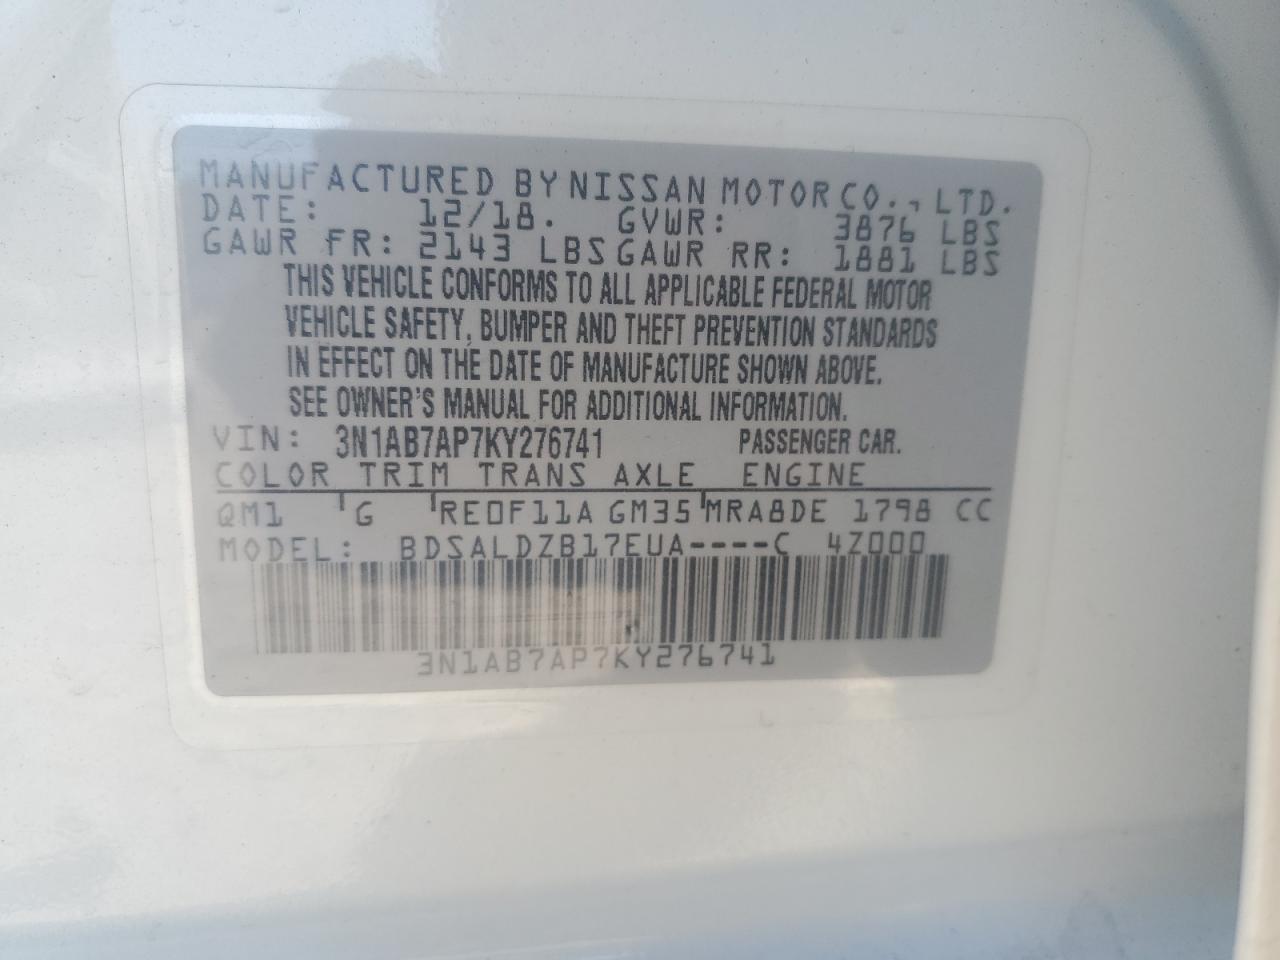 MANUFACTURED BY NISSAN MOTOR CO., LTD.
DATE: 12/18. GVWR: 3876 LBS
GAWR FR: 2143 LBS GAWR RR: 1881 LBS
THIS VEHICLE CONFORMS TO ALL APPLICABLE FEDERAL MOTOR
VEHICLE SAFETY, BUMPER AND THEFT PREVENTION STANDARDS
IN EFFECT ON THE DATE OF MANUFACTURE SHOWN ABOVE.
SEE OWNER'S MANUAL FOR ADDITIONAL INFORMATION.
VIN: 3N1AB7AP7KY276741 PASSENGER CAR.
COLOR TRIM TRANS AXLE ENGINE
QM1 G RE0F11A GM35 MRA8DE 1798 CC
MODEL: BDSALDZB17EUA----C 4Z000
3N1AB7AP7KY276741